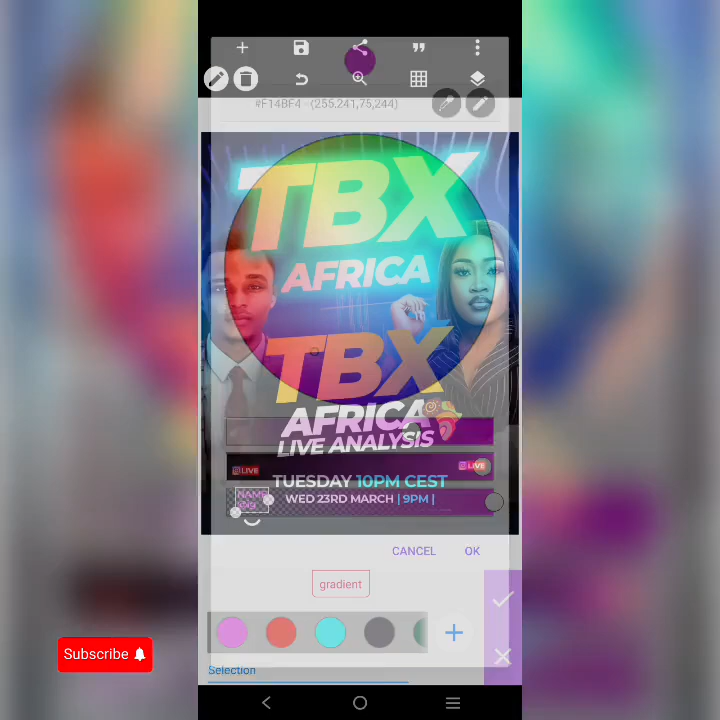 #F14BF4 - (255.241,75,244)
TBX
AFRICA
TBX
AFRICA
LIVE ANALYSIS
LIVE
LIVE
TUESDAY 10PM CEST
WED 23RD MARCH | 9PM |
NAME
CANCEL OK
gradient
Subscribe
Selection